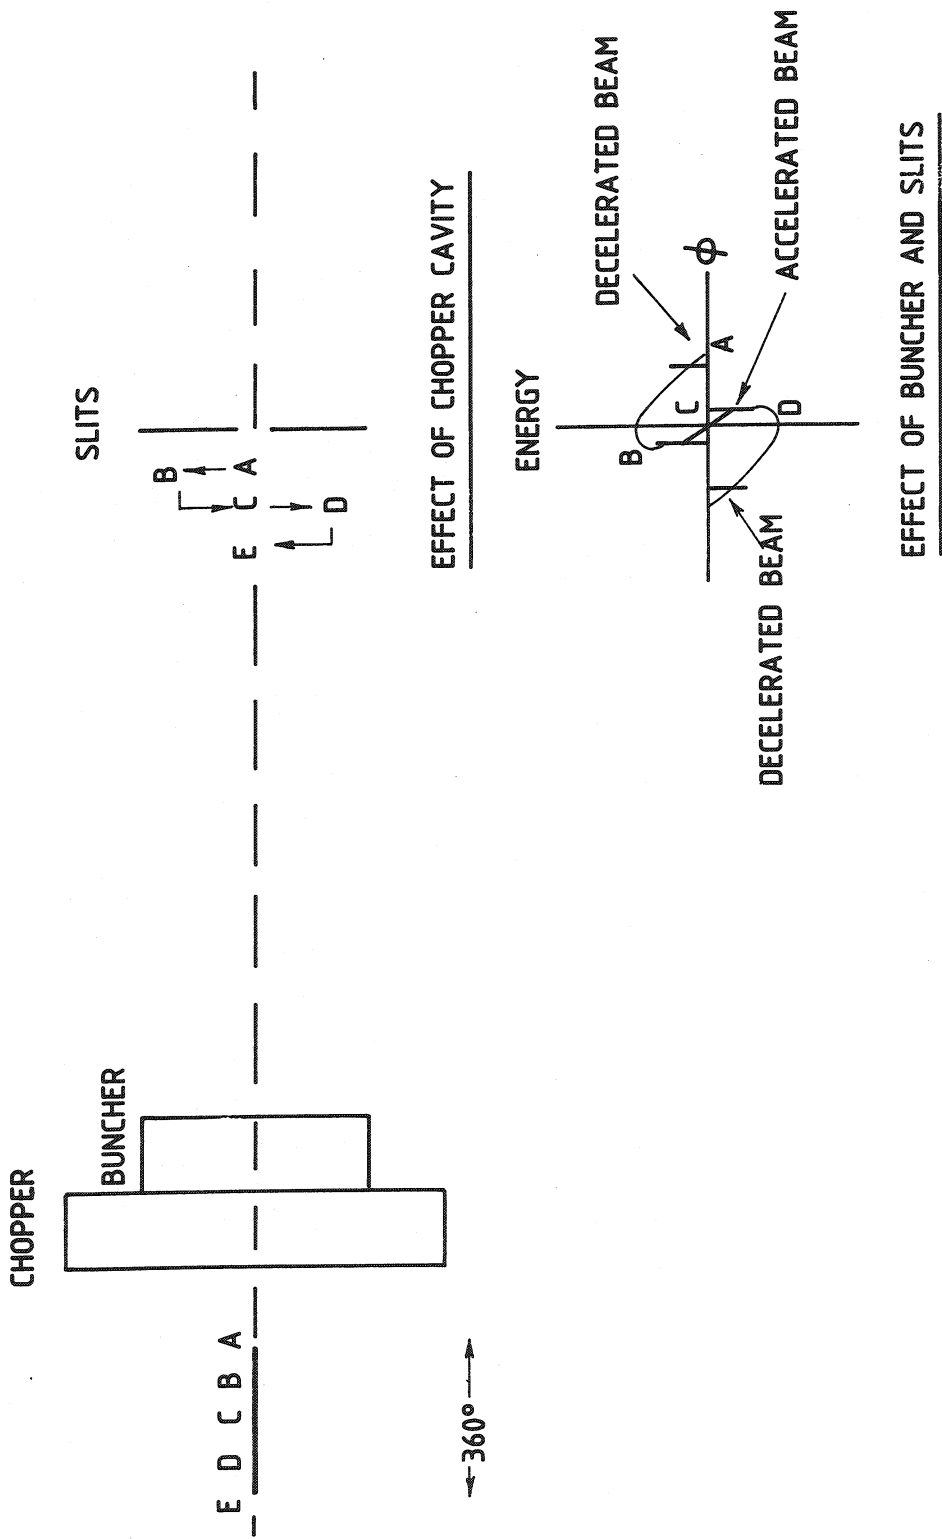 CHOPPER
BUNCHER
SLITS
E D C B A
360°
B
E C A
D
EFFECT OF CHOPPER CAVITY
ENERGY
DECELERATED BEAM
B
C
A
ϕ
D
DECELERATED BEAM
ACCELERATED BEAM
EFFECT OF BUNCHER AND SLITS